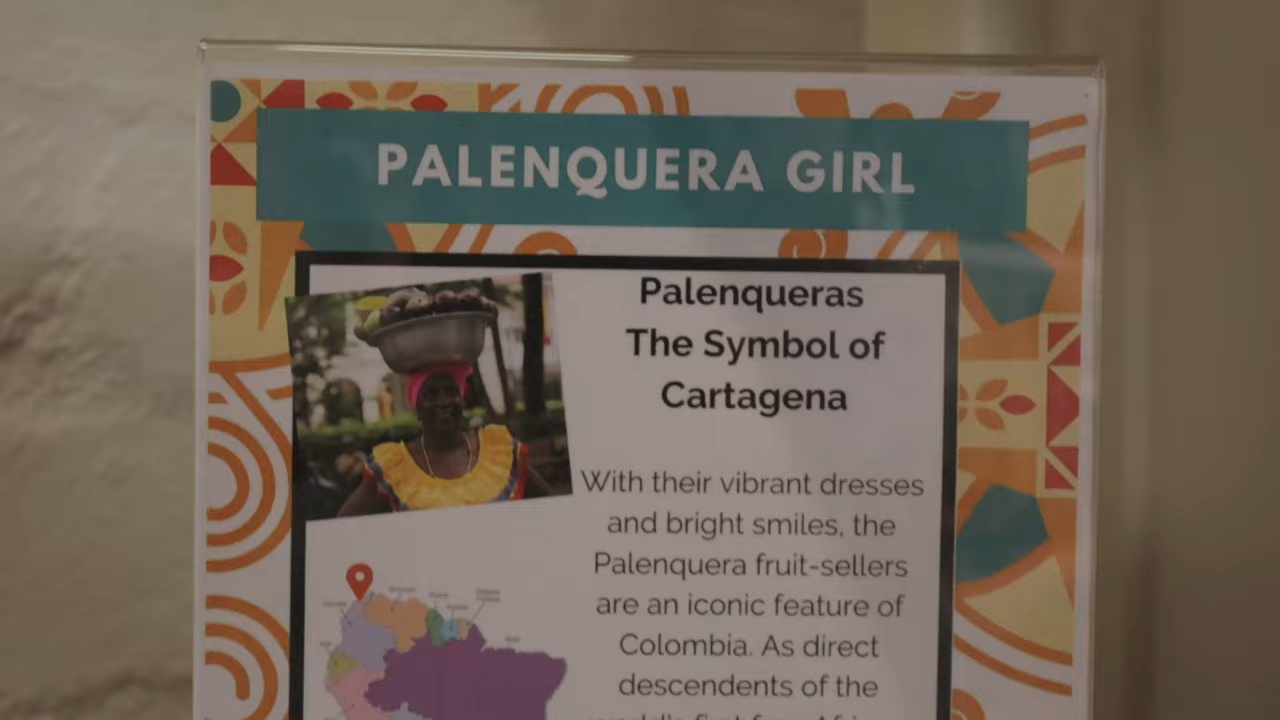 PALENQUERA GIRL
Palenqueras
The Symbol of
Cartagena
With their vibrant dresses
and bright smiles, the
Palenquera fruit-sellers
are an iconic feature of
Colombia. As direct
descendents of the